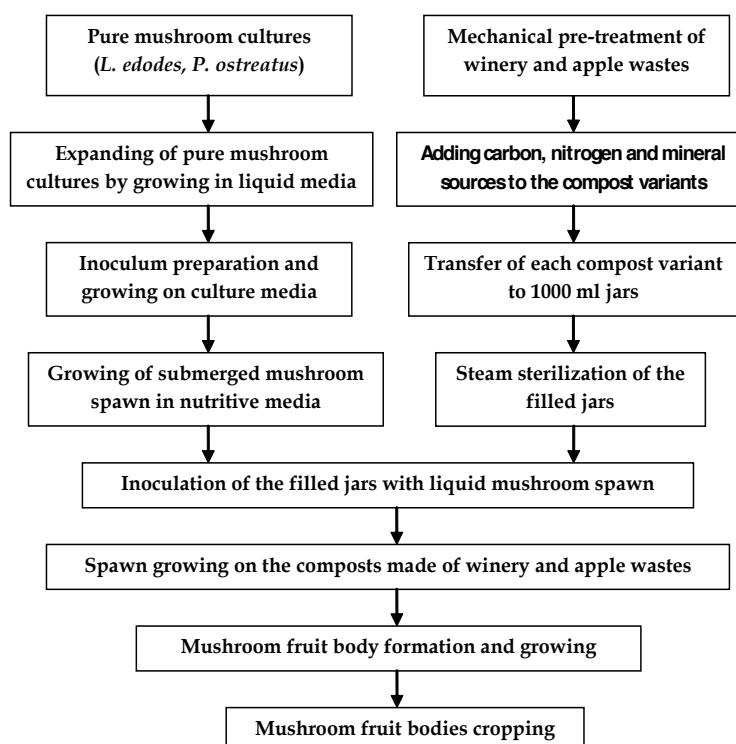 Pure mushroom cultures
(L. edodes, P. ostreatus)
Expanding of pure mushroom
cultures by growing in liquid media
Inoculum preparation and
growing on culture media
Growing of submerged mushroom
spawn in nutritive media
Mechanical pre-treatment of
winery and apple wastes
Adding carbon, nitrogen and mineral
sources to the compost variants
Transfer of each compost variant
to 1000 ml jars
Steam sterilization of the
filled jars
Inoculation of the filled jars with liquid mushroom spawn
Spawn growing on the composts made of winery and apple wastes
Mushroom fruit body formation and growing
Mushroom fruit bodies cropping